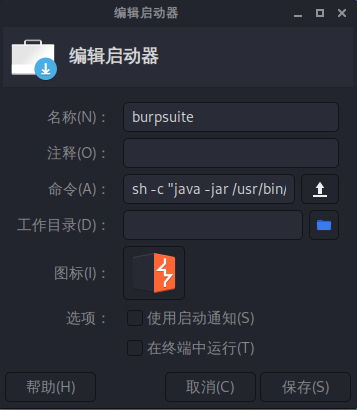 编辑启动器
编辑启动器
名称(N)： burpsuite
注释(O)：
命令(A)： sh -c "java -jar /usr/bin/
工作目录(D)：
图标(I)：
选项： 使用启动通知(S)
在终端中运行(T)
帮助(H) 取消(C) 保存(S)